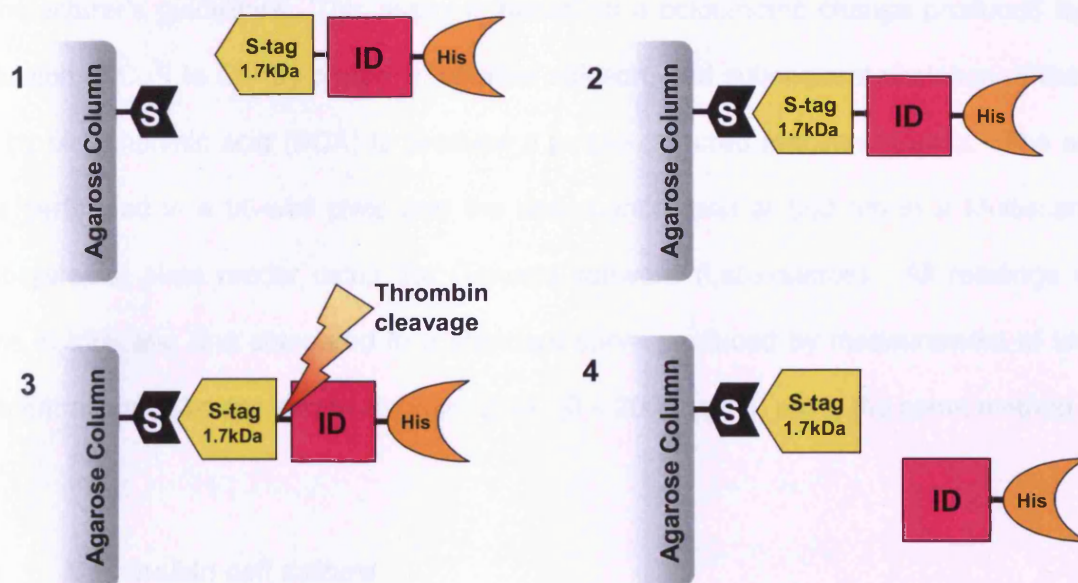 1
Agarose Column
S
S-tag
1.7kDa
ID
His
2
Agarose Column
S
S-tag
1.7kDa
ID
His
3
Agarose Column
S
S-tag
1.7kDa
Thrombin
cleavage
ID
His
4
Agarose Column
S
S-tag
1.7kDa
ID
His